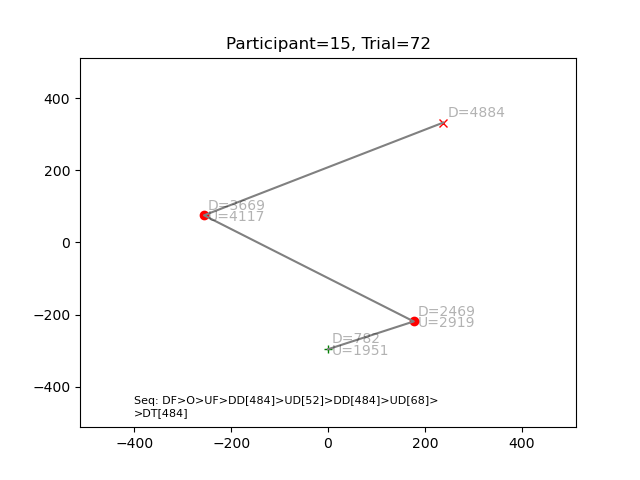 Participant=15, Trial=72
400
200
0
−200
−400
D=4884
D=3669
U=4117
D=2469
U=2919
D=782
U=1951
Seq: DF>O>UF>DD[484]>UD[52]>DD[484]>UD[68]>
>DT[484]
−400
−200
0
200
400